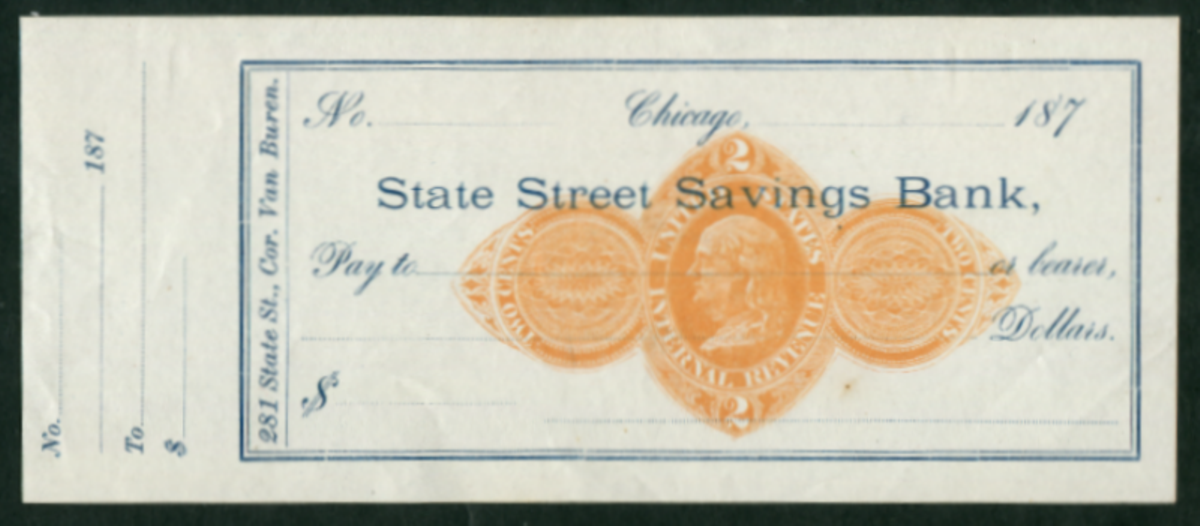 No.
187
To
$
281 State St., Cor. Van Buren.
No. Chicago, 187
State Street Savings Bank,
Pay to or bearer,
Dollars.
$
2
UNITED STATES
INTERNAL REVENUE
2
TWO CENTS
TWO CENTS